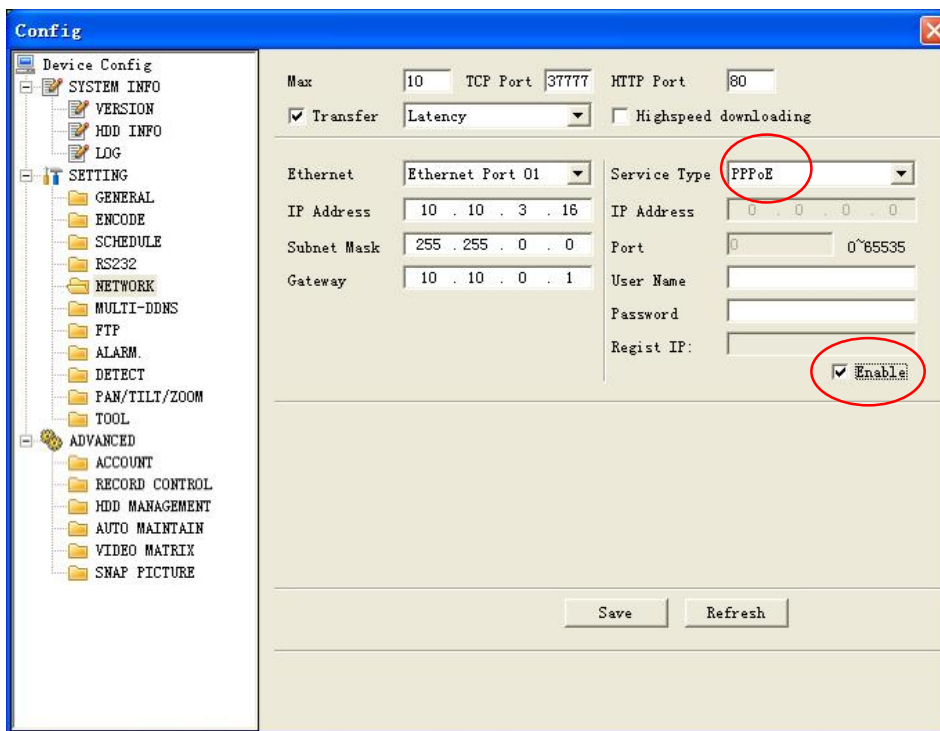 Config
Device Config
SYSTEM INFO
VERSION
HDD INFO
LOG
SETTING
GENERAL
ENCODE
SCHEDULE
RS232
NETWORK
MULTI-DDNS
FTP
ALARM.
DETECT
PAN/TILT/ZOOM
TOOL
ADVANCED
ACCOUNT
RECORD CONTROL
HDD MANAGEMENT
AUTO MAINTAIN
VIDEO MATRIX
SNAP PICTURE
Max 10 TCP Port 37777 HTTP Port 80
Transfer Latency Highspeed downloading
Ethernet Ethernet Port 01
IP Address 10 . 10 . 3 . 16
Subnet Mask 255 . 255 . 0 . 0
Gateway 10 . 10 . 0 . 1
Service Type PPPoE
IP Address 0 . 0 . 0 . 0
Port 0 0~65535
User Name
Password
Regist IP:
Enable
Save Refresh